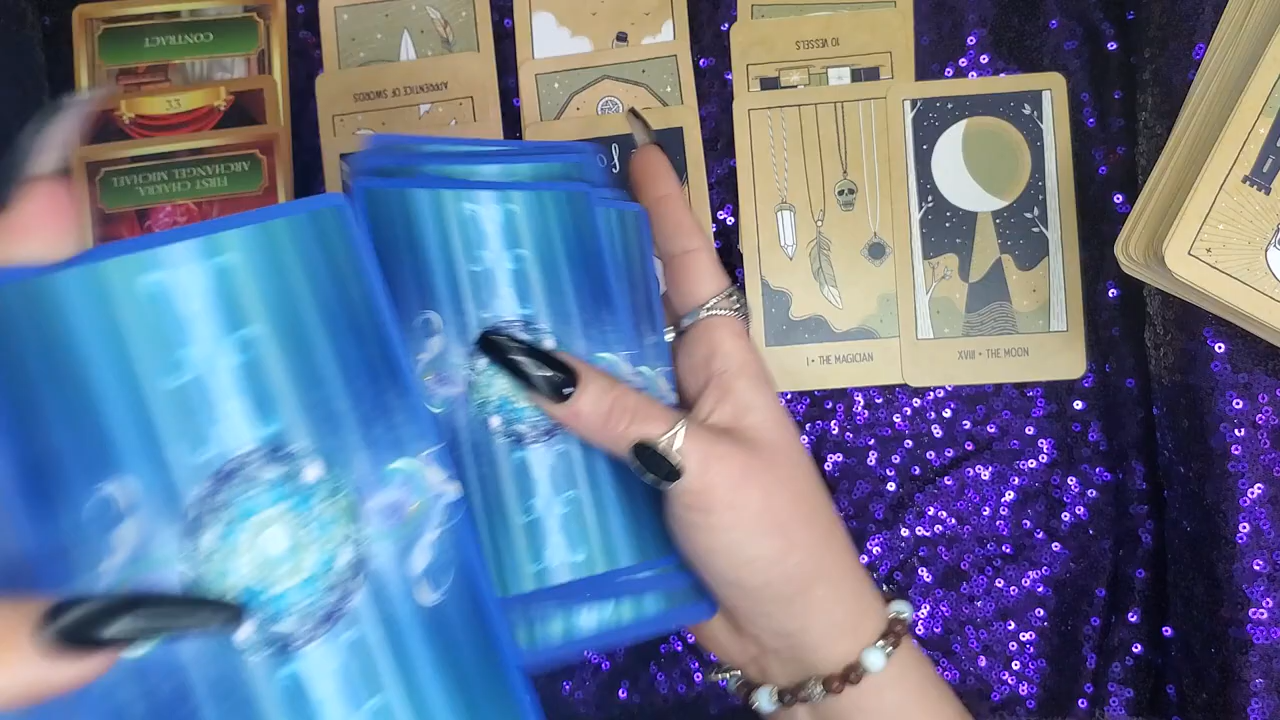 CONTRACT
33
FIRST CHAKRA,
ARCHANGEL MICHAEL
APPRENTICE OF SWORDS
10 VESSELS
I • THE MAGICIAN
XVIII • THE MOON